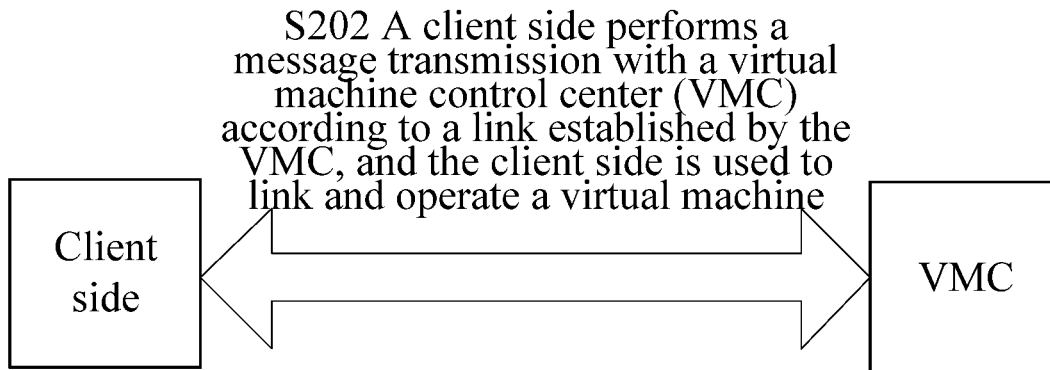 S202 A client side performs a
message transmission with a virtual
machine control center (VMC)
according to a link established by the
VMC, and the client side is used to
link and operate a virtual machine
Client
side
VMC